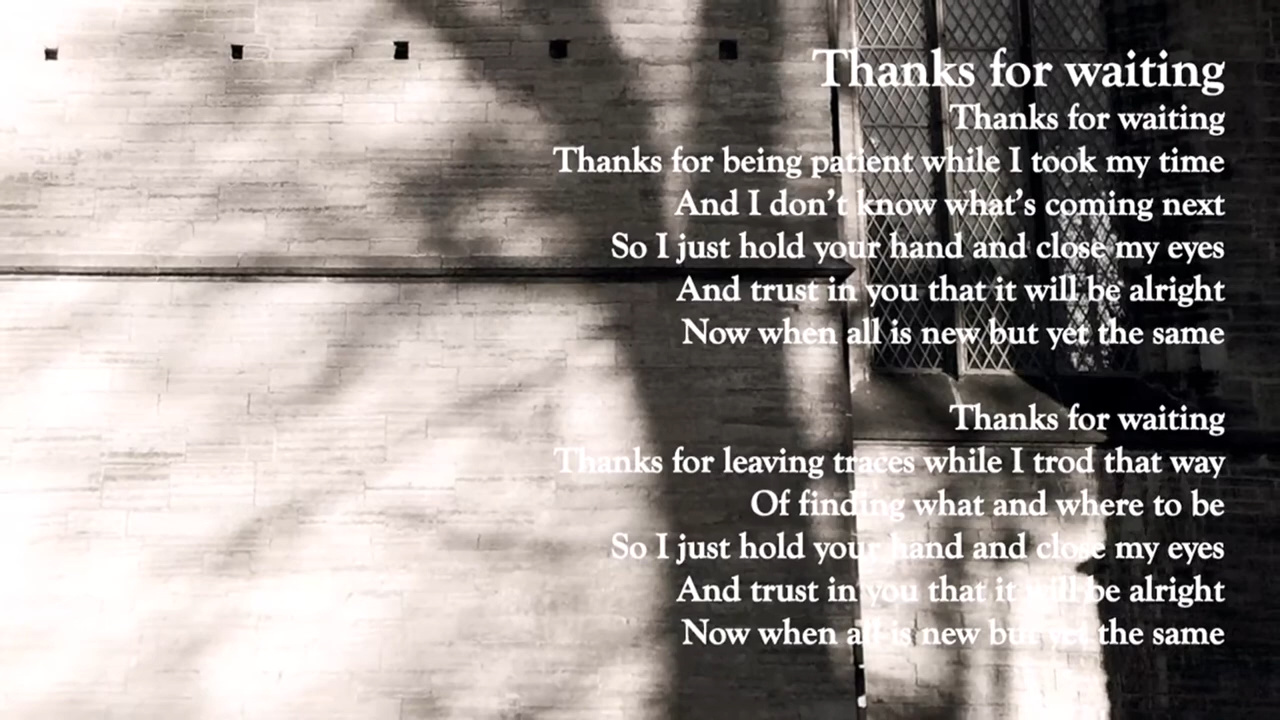 Thanks for waiting
Thanks for waiting
Thanks for being patient while I took my time
And I don’t know what’s coming next
So I just hold your hand and close my eyes
And trust in you that it will be alright
Now when all is new but yet the same

Thanks for waiting
Thanks for leaving traces while I trod that way
Of finding what and where to be
So I just hold your hand and close my eyes
And trust in you that it will be alright
Now when all is new but yet the same